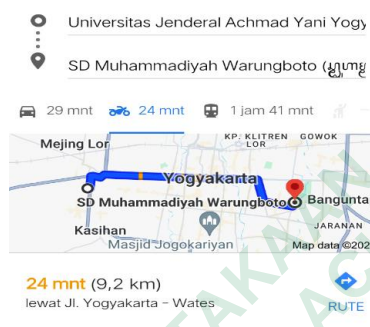 Universitas Jenderal Achmad Yani Yogy
SD Muhammadiyah Warungboto (
29 mnt 24 mnt 1 jam 41 mnt
KP. KLITREN LOR
GOWOK
Mejing Lor
Yogyakarta
SD Muhammadiyah Warungboto
Bangunta
Kasihan
JARANAN
Masjid Jogokariyan
Map data ©202
24 mnt (9,2 km)
lewat Jl. Yogyakarta – Wates
RUTE